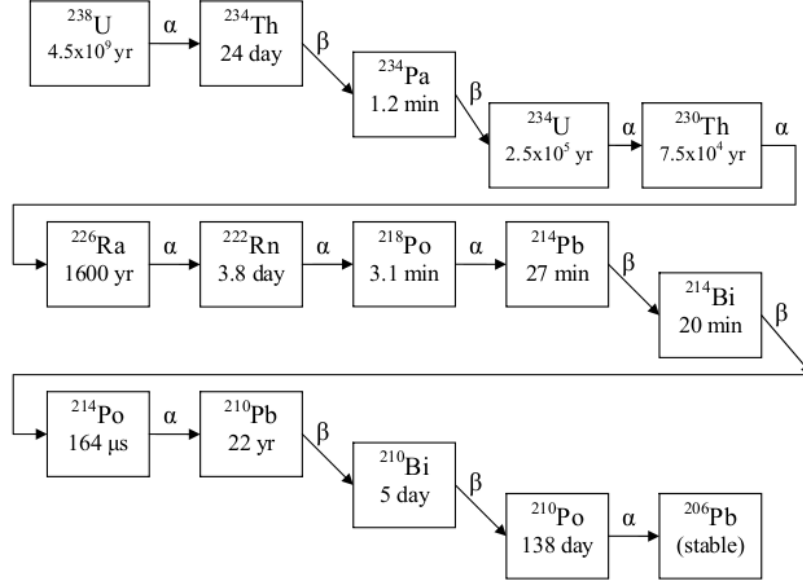 ²³⁸U α ²³⁴Th
4.5x10⁹ yr 24 day β
²³⁴Pa
1.2 min β
²³⁴U α ²³⁰Th α
2.5x10⁵ yr 7.5x10⁴ yr
²²⁶Ra α ²²²Rn α ²¹⁸Po α ²¹⁴Pb
1600 yr 3.8 day 3.1 min 27 min β
²¹⁴Bi
20 min β
²¹⁴Po α ²¹⁰Pb
164 μs 22 yr β
²¹⁰Bi
5 day β
²¹⁰Po α ²⁰⁶Pb
138 day (stable)